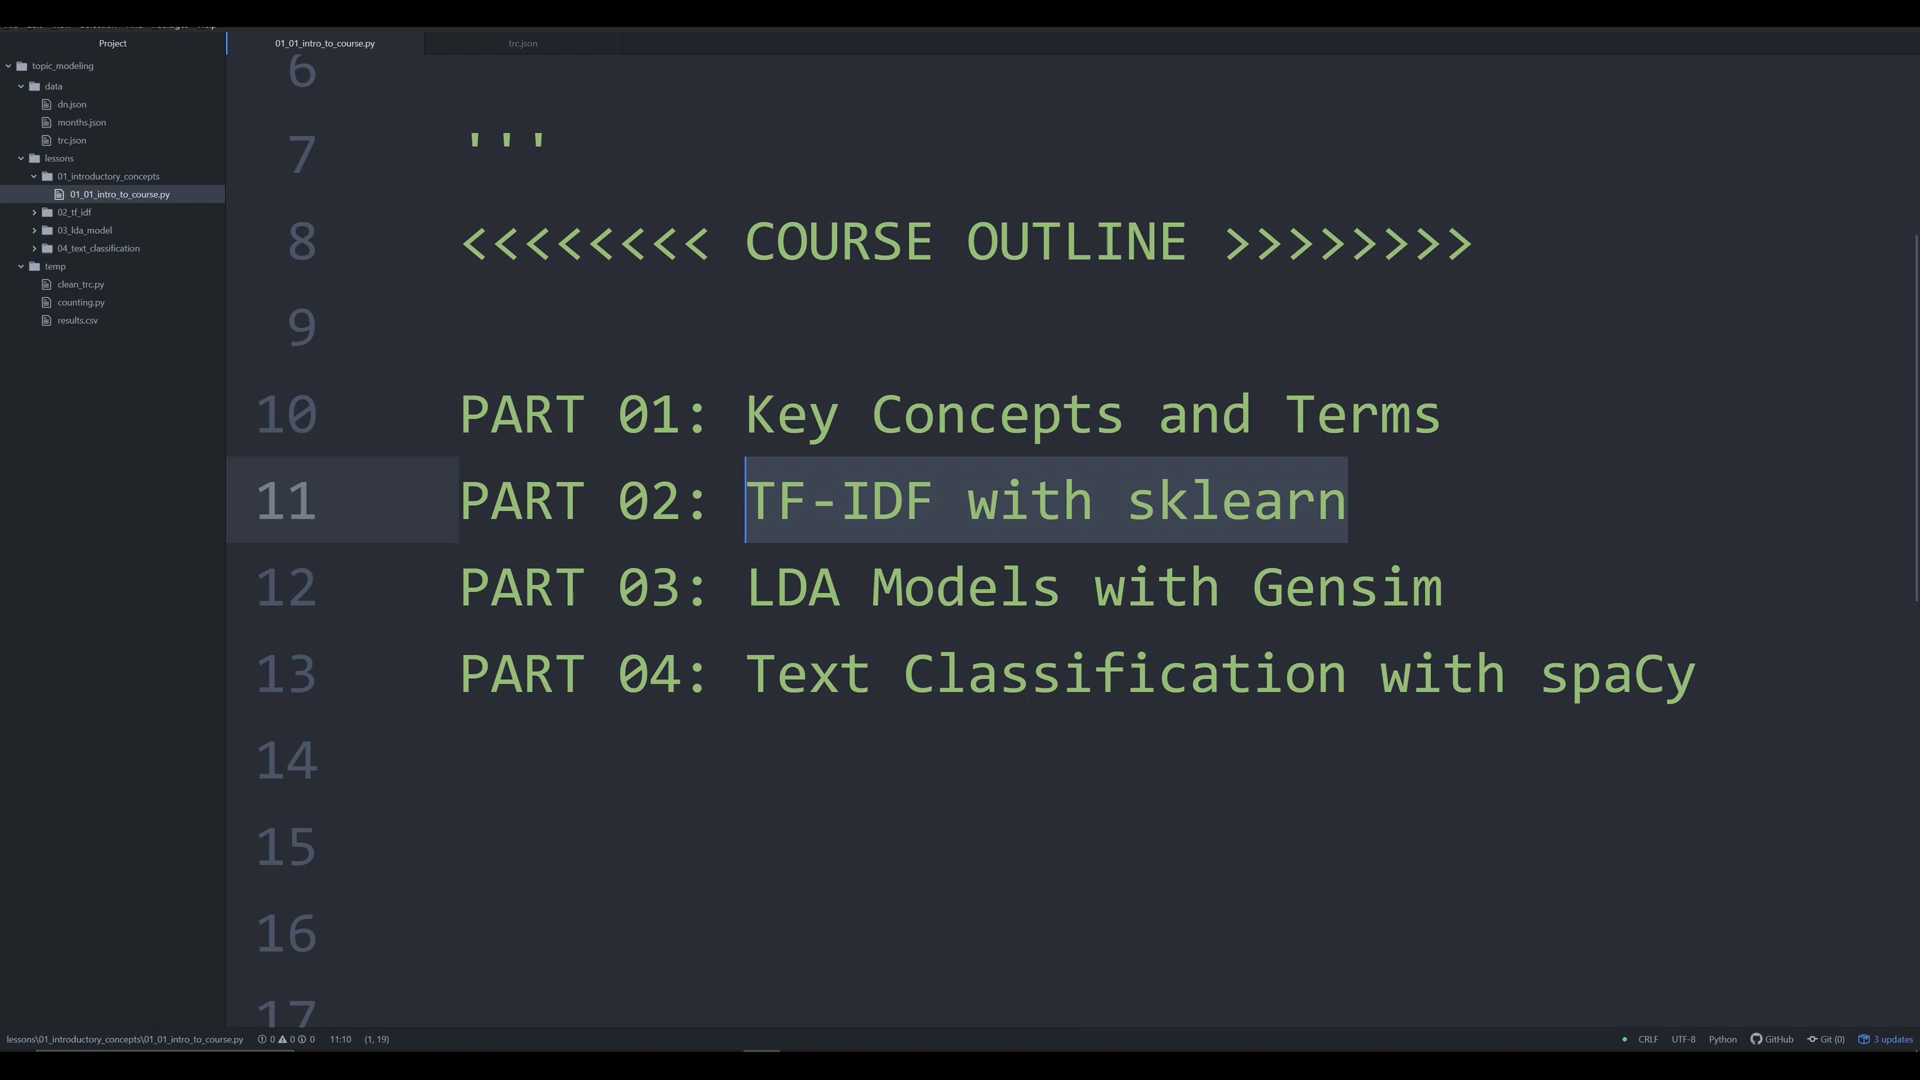 Project
01_01_intro_to_course.py
trc.json
topic_modeling
data
dn.json
months.json
trc.json
lessons
01_introductory_concepts
01_01_intro_to_course.py
02_tf_idf
03_lda_model
04_text_classification
temp
clean_trc.py
counting.py
results.csv
6
7 '''
8 <<<<<<<< COURSE OUTLINE >>>>>>>>
9
10 PART 01: Key Concepts and Terms
11 PART 02: TF-IDF with sklearn
12 PART 03: LDA Models with Gensim
13 PART 04: Text Classification with spaCy
14
15
16
17
lessons\01_introductory_concepts\01_01_intro_to_course.py 0 0 0 11:10 (1, 19) CRLF UTF-8 Python GitHub Git (0) 3 updates